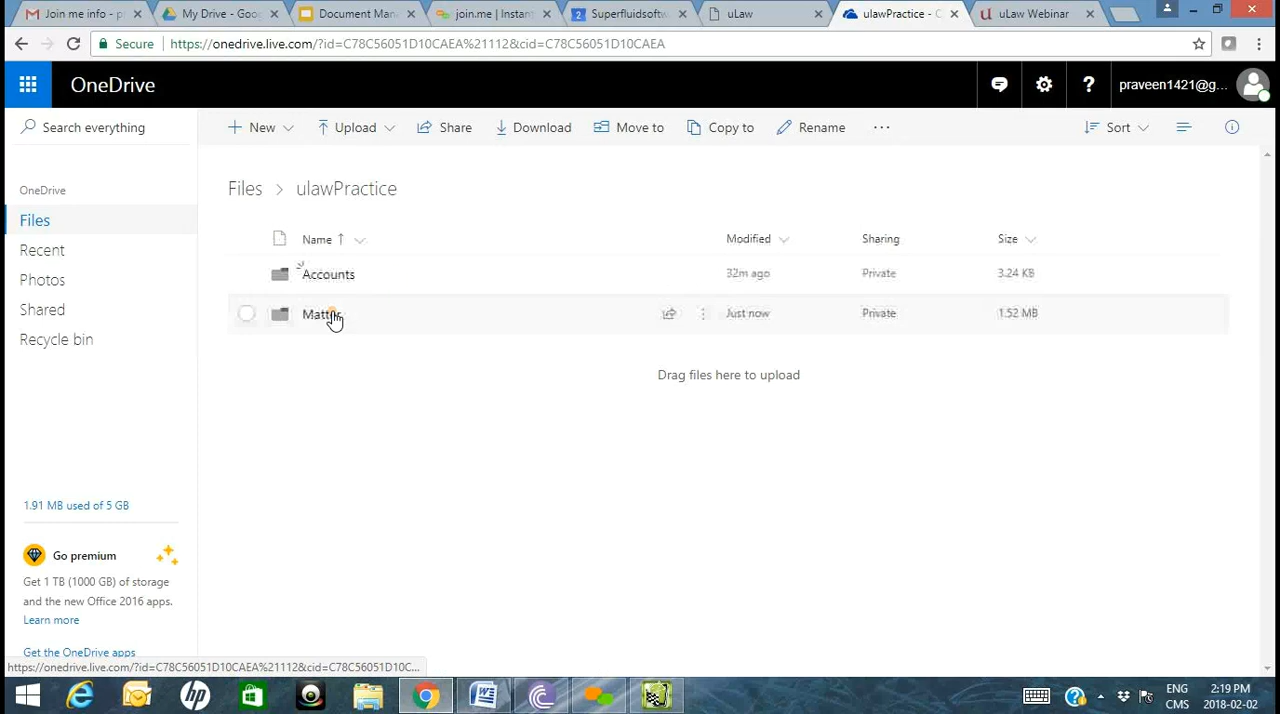 Join me info - p
My Drive - Goog
Document Man
join.me | Instant
Superfluidsoftw
uLaw
ulawPractice - O
uLaw Webinar
Secure
https://onedrive.live.com/?id=C78C56051D10CAEA%21112&cid=C78C56051D10CAEA
OneDrive
praveen1421@g...
Search everything
New
Upload
Share
Download
Move to
Copy to
Rename
Sort
OneDrive
Files
Recent
Photos
Shared
Recycle bin
Files > ulawPractice
Name
Modified
Sharing
Size
Accounts
32m ago
Private
3.24 KB
Just now
Private
1.52 MB
Drag files here to upload
1.91 MB used of 5 GB
Go premium
Get 1 TB (1000 GB) of storage
and the new Office 2016 apps.
Learn more
Get the OneDrive apps
https://onedrive.live.com/?id=C78C56051D10CAEA%21112&cid=C78C56051D10C...
ENG
CMS
2:19 PM
2018-02-02